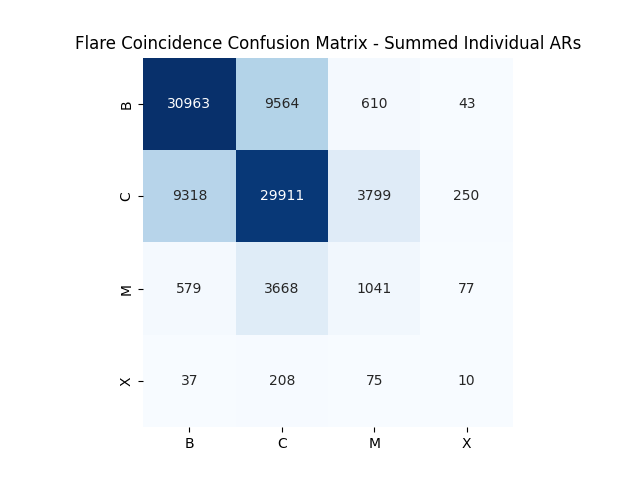 Flare Coincidence Confusion Matrix - Summed Individual ARs
B 30963 9564 610 43
C 9318 29911 3799 250
M 579 3668 1041 77
X 37 208 75 10
B C M X